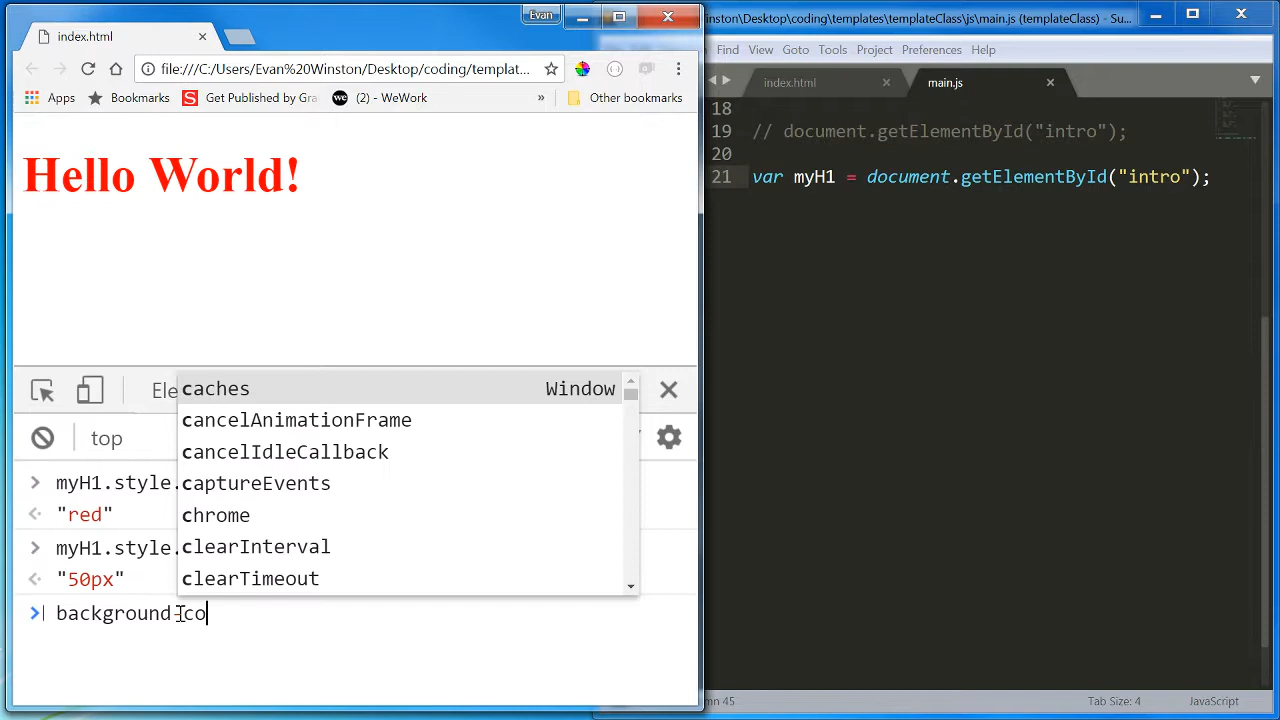 Evan
inston\Desktop\coding\templates\templateClass\js\main.js (templateClass) - Su...
index.html
Find View Goto Tools Project Preferences Help
file:///C:/Users/Evan%20Winston/Desktop/coding/templat...
index.html main.js
Apps Bookmarks S Get Published by Gra we (2) - WeWork » Other bookmarks
18
19 // document.getElementById("intro");
20
21 var myH1 = document.getElementById("intro");
Hello World!
Ele
caches Window
cancelAnimationFrame
cancelIdleCallback
captureEvents
chrome
clearInterval
clearTimeout
top
> myH1.style.
"red"
> myH1.style.
"50px"
> background-co
mn 45 Tab Size: 4 JavaScript